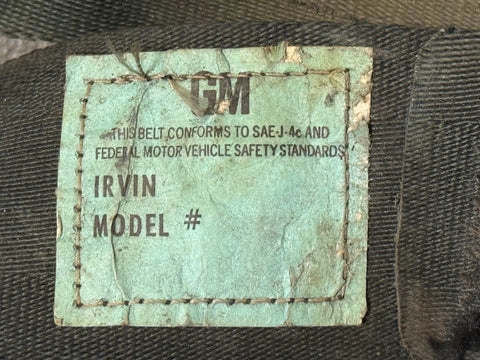 GM
THIS BELT CONFORMS TO SAE-J-4c AND
FEDERAL MOTOR VEHICLE SAFETY STANDARDS
IRVIN
MODEL #